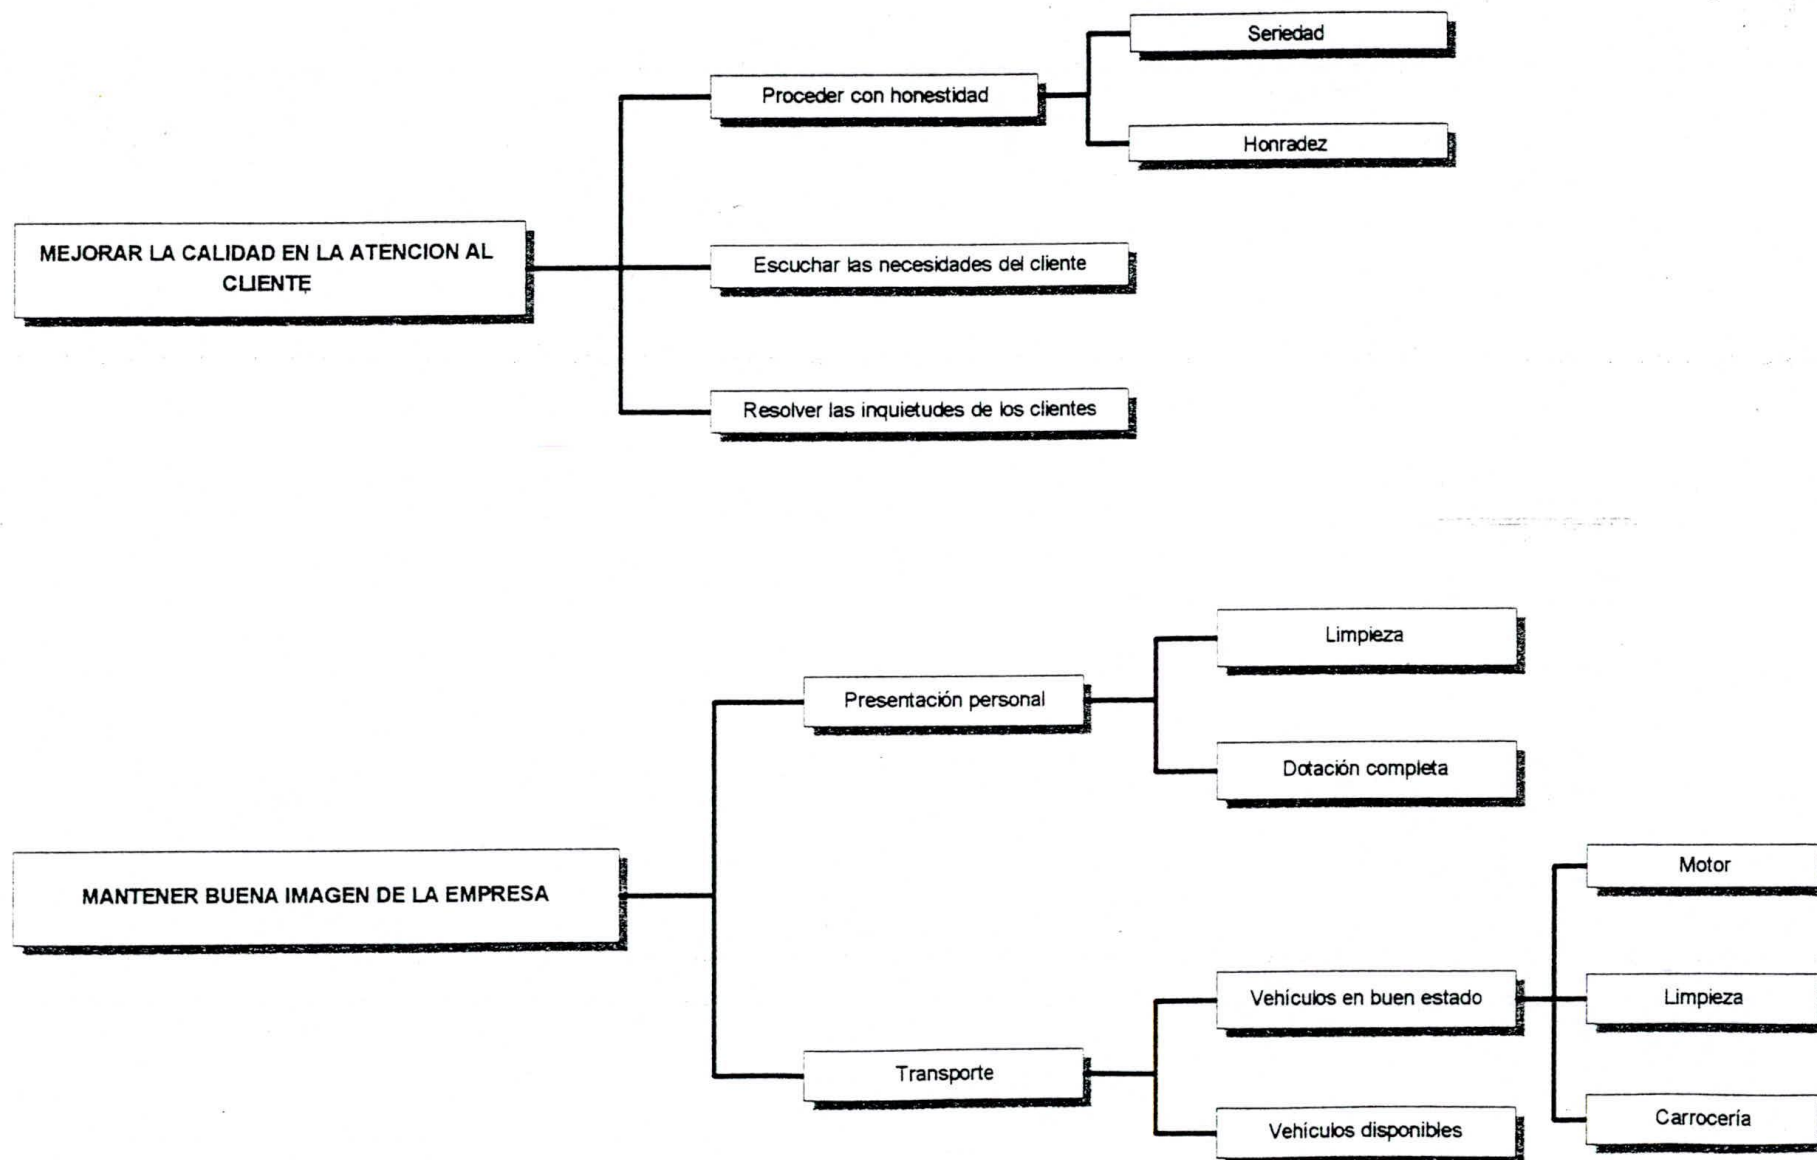 Seriedad
Proceder con honestidad
Honradez
MEJORAR LA CALIDAD EN LA ATENCION AL
CLIENTE
Escuchar las necesidades del cliente
Resolver las inquietudes de los clientes
Limpieza
Presentación personal
Dotación completa
MANTENER BUENA IMAGEN DE LA EMPRESA
Motor
Vehículos en buen estado
Limpieza
Transporte
Carrocería
Vehículos disponibles